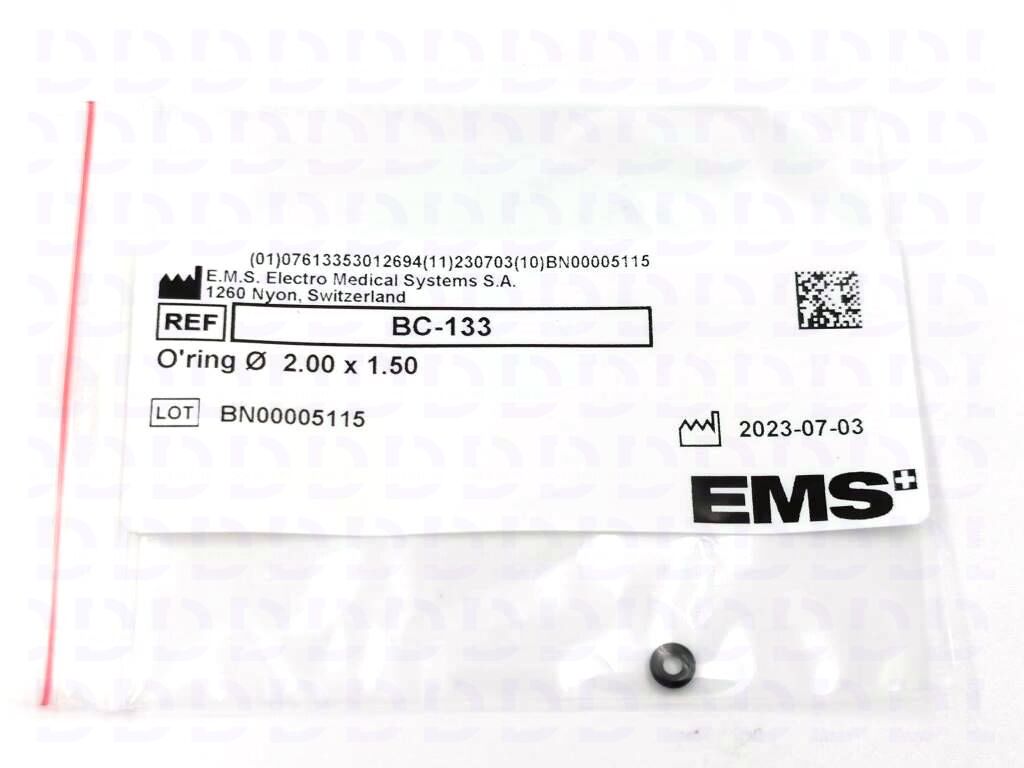 (01)07613353012694(11)230703(10)BN00005115
E.M.S. Electro Medical Systems S.A.
1260 Nyon, Switzerland
REF BC-133
O'ring Ø 2.00 x 1.50
LOT BN00005115
2023-07-03
EMS